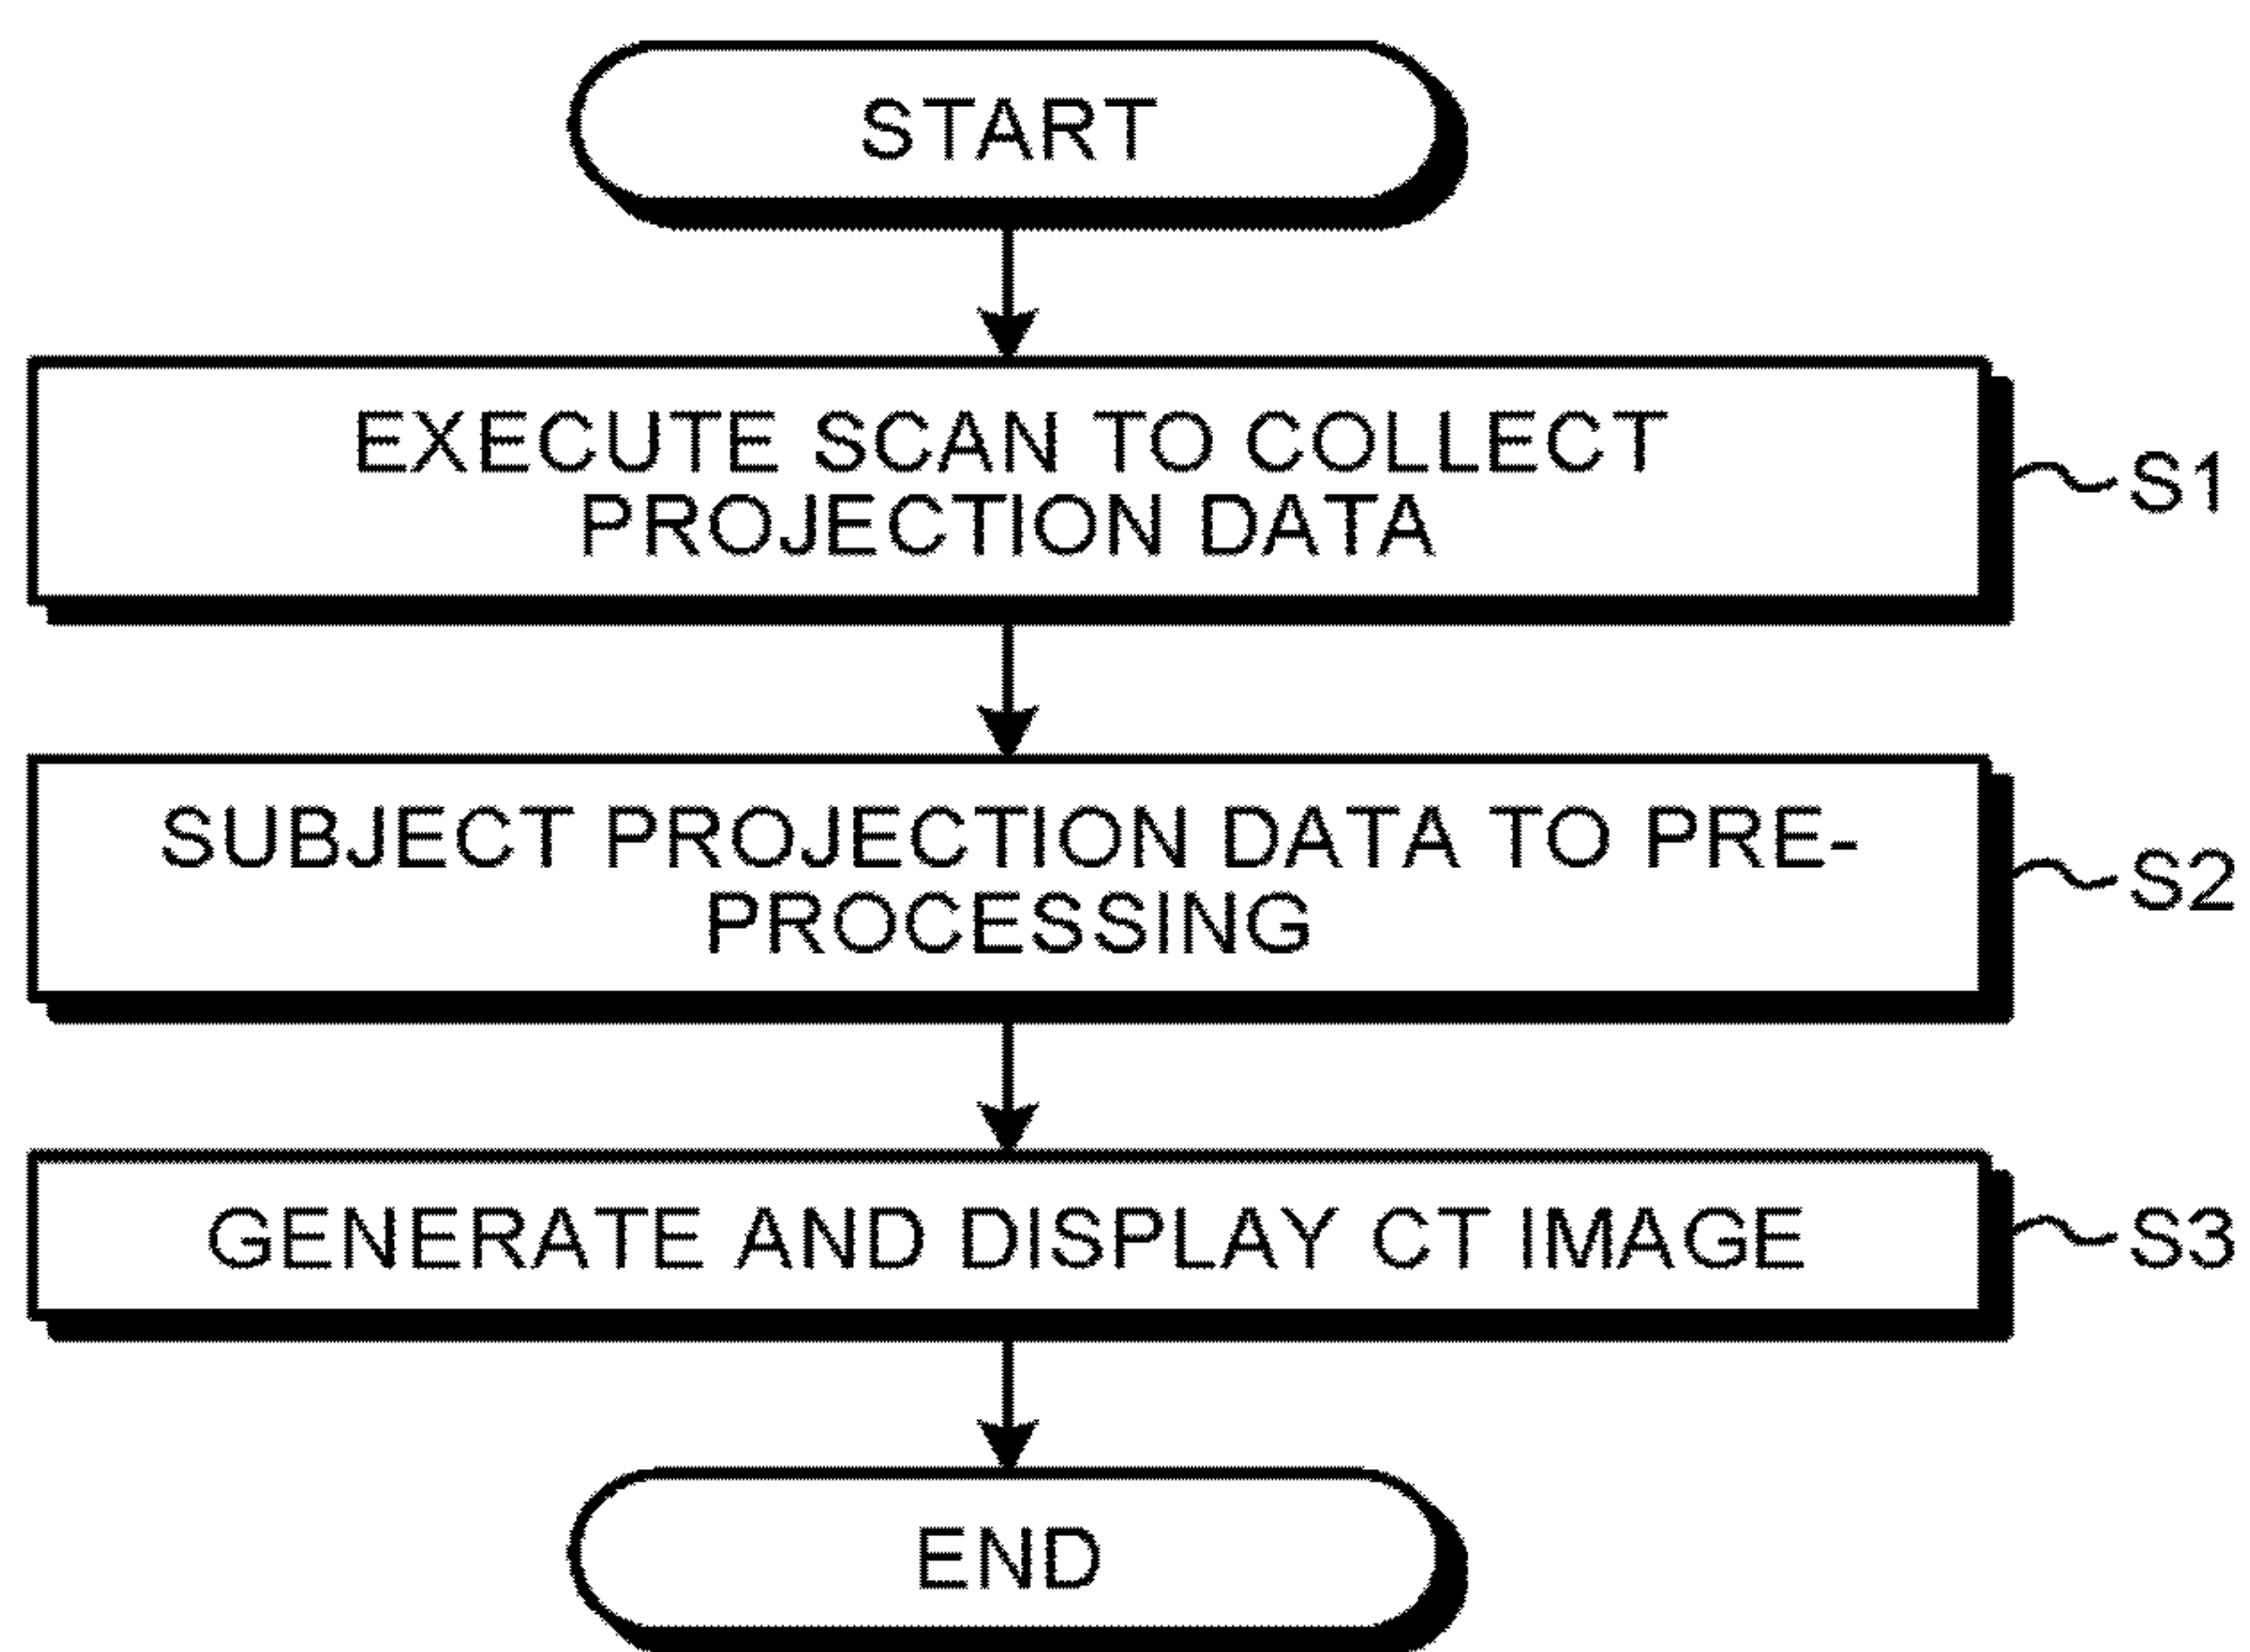 START
EXECUTE SCAN TO COLLECT
PROJECTION DATA
S1
SUBJECT PROJECTION DATA TO PRE-
PROCESSING
S2
GENERATE AND DISPLAY CT IMAGE
S3
END